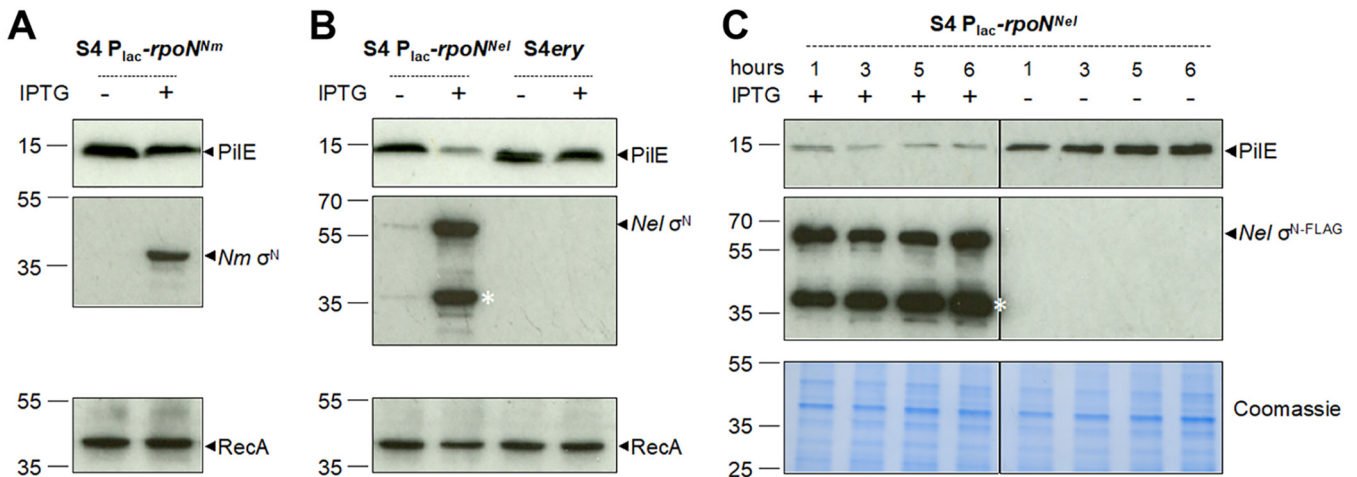 A
S4 Plac-rpoNNm
IPTG - +
15
PilE
55
35
Nm σN
55
35
RecA
B
S4 Plac-rpoNNel S4ery
IPTG - + - +
15
PilE
70
55
35
Nel σN
*
55
35
RecA
C
S4 Plac-rpoNNel
hours 1 3 5 6 1 3 5 6
IPTG + + + + - - - -
15
PilE
70
55
35
Nel σN-FLAG
*
55
35
25
Coomassie